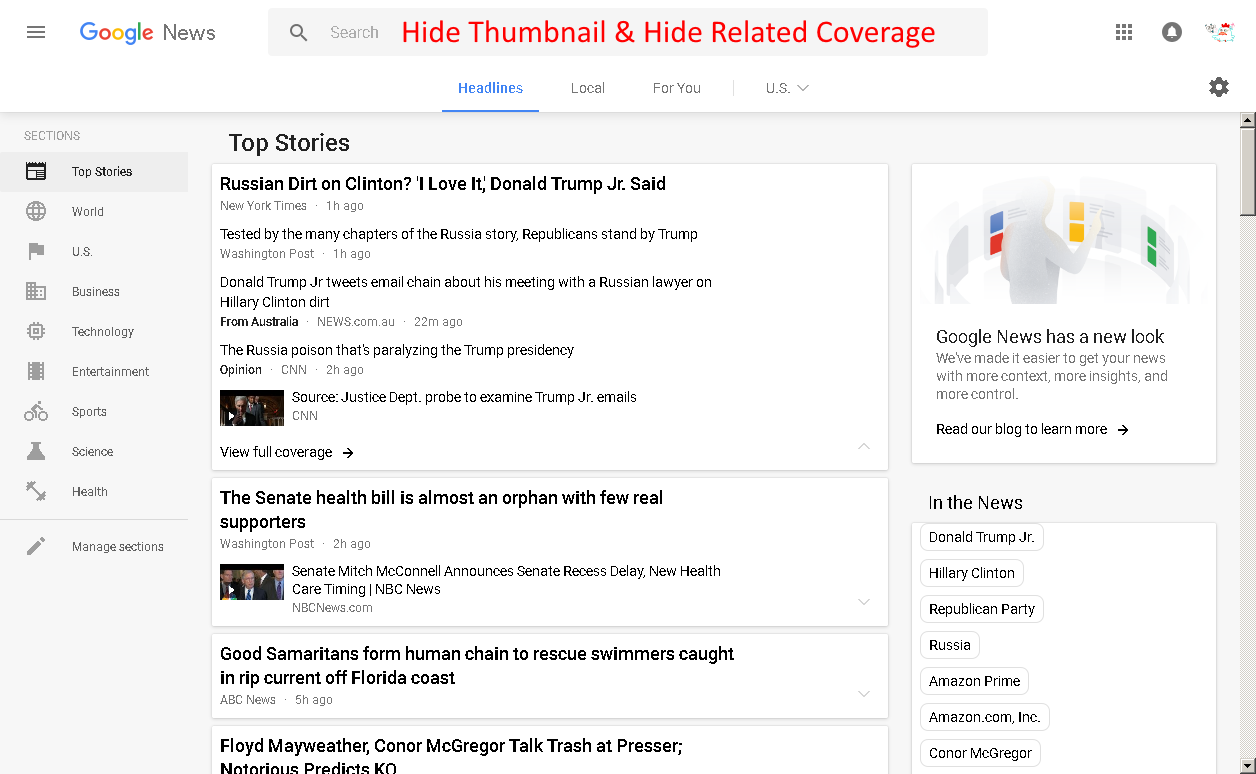 Google News
Search
Hide Thumbnail & Hide Related Coverage
Headlines
Local
For You
U.S.
SECTIONS
Top Stories
World
U.S.
Business
Technology
Entertainment
Sports
Science
Health
Manage sections
Top Stories
Russian Dirt on Clinton? 'I Love It,' Donald Trump Jr. Said
New York Times · 1h ago
Tested by the many chapters of the Russia story, Republicans stand by Trump
Washington Post · 1h ago
Donald Trump Jr tweets email chain about his meeting with a Russian lawyer on
Hillary Clinton dirt
From Australia · NEWS.com.au · 22m ago
The Russia poison that's paralyzing the Trump presidency
Opinion · CNN · 2h ago
Source: Justice Dept. probe to examine Trump Jr. emails
CNN
View full coverage →
The Senate health bill is almost an orphan with few real
supporters
Washington Post · 2h ago
Senate Mitch McConnell Announces Senate Recess Delay, New Health
Care Timing | NBC News
NBCNews.com
Good Samaritans form human chain to rescue swimmers caught
in rip current off Florida coast
ABC News · 5h ago
Floyd Mayweather, Conor McGregor Talk Trash at Presser;
Notorious Predicts KO
Google News has a new look
We've made it easier to get your news
with more context, more insights, and
more control.
Read our blog to learn more →
In the News
Donald Trump Jr.
Hillary Clinton
Republican Party
Russia
Amazon Prime
Amazon.com, Inc.
Conor McGregor